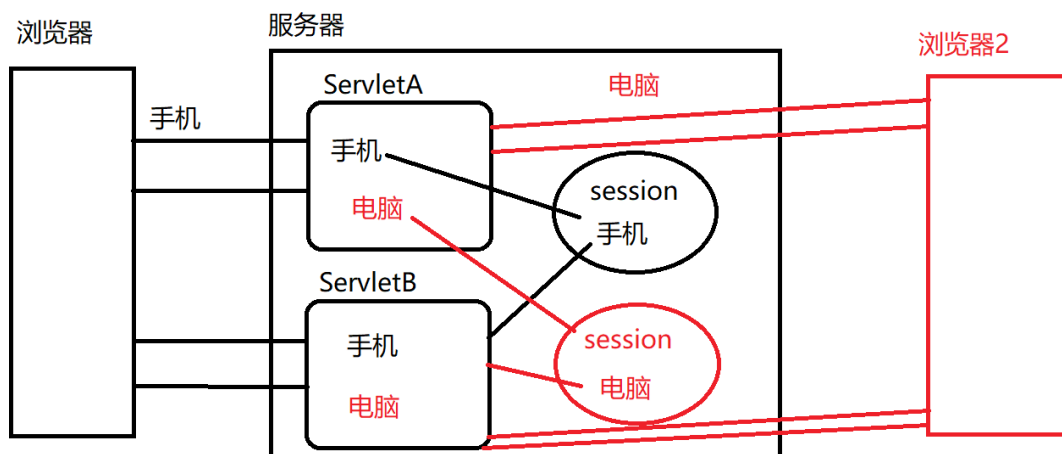 浏览器
服务器
浏览器2
ServletA
电脑
手机
手机
session
手机
电脑
ServletB
手机
session
电脑
电脑